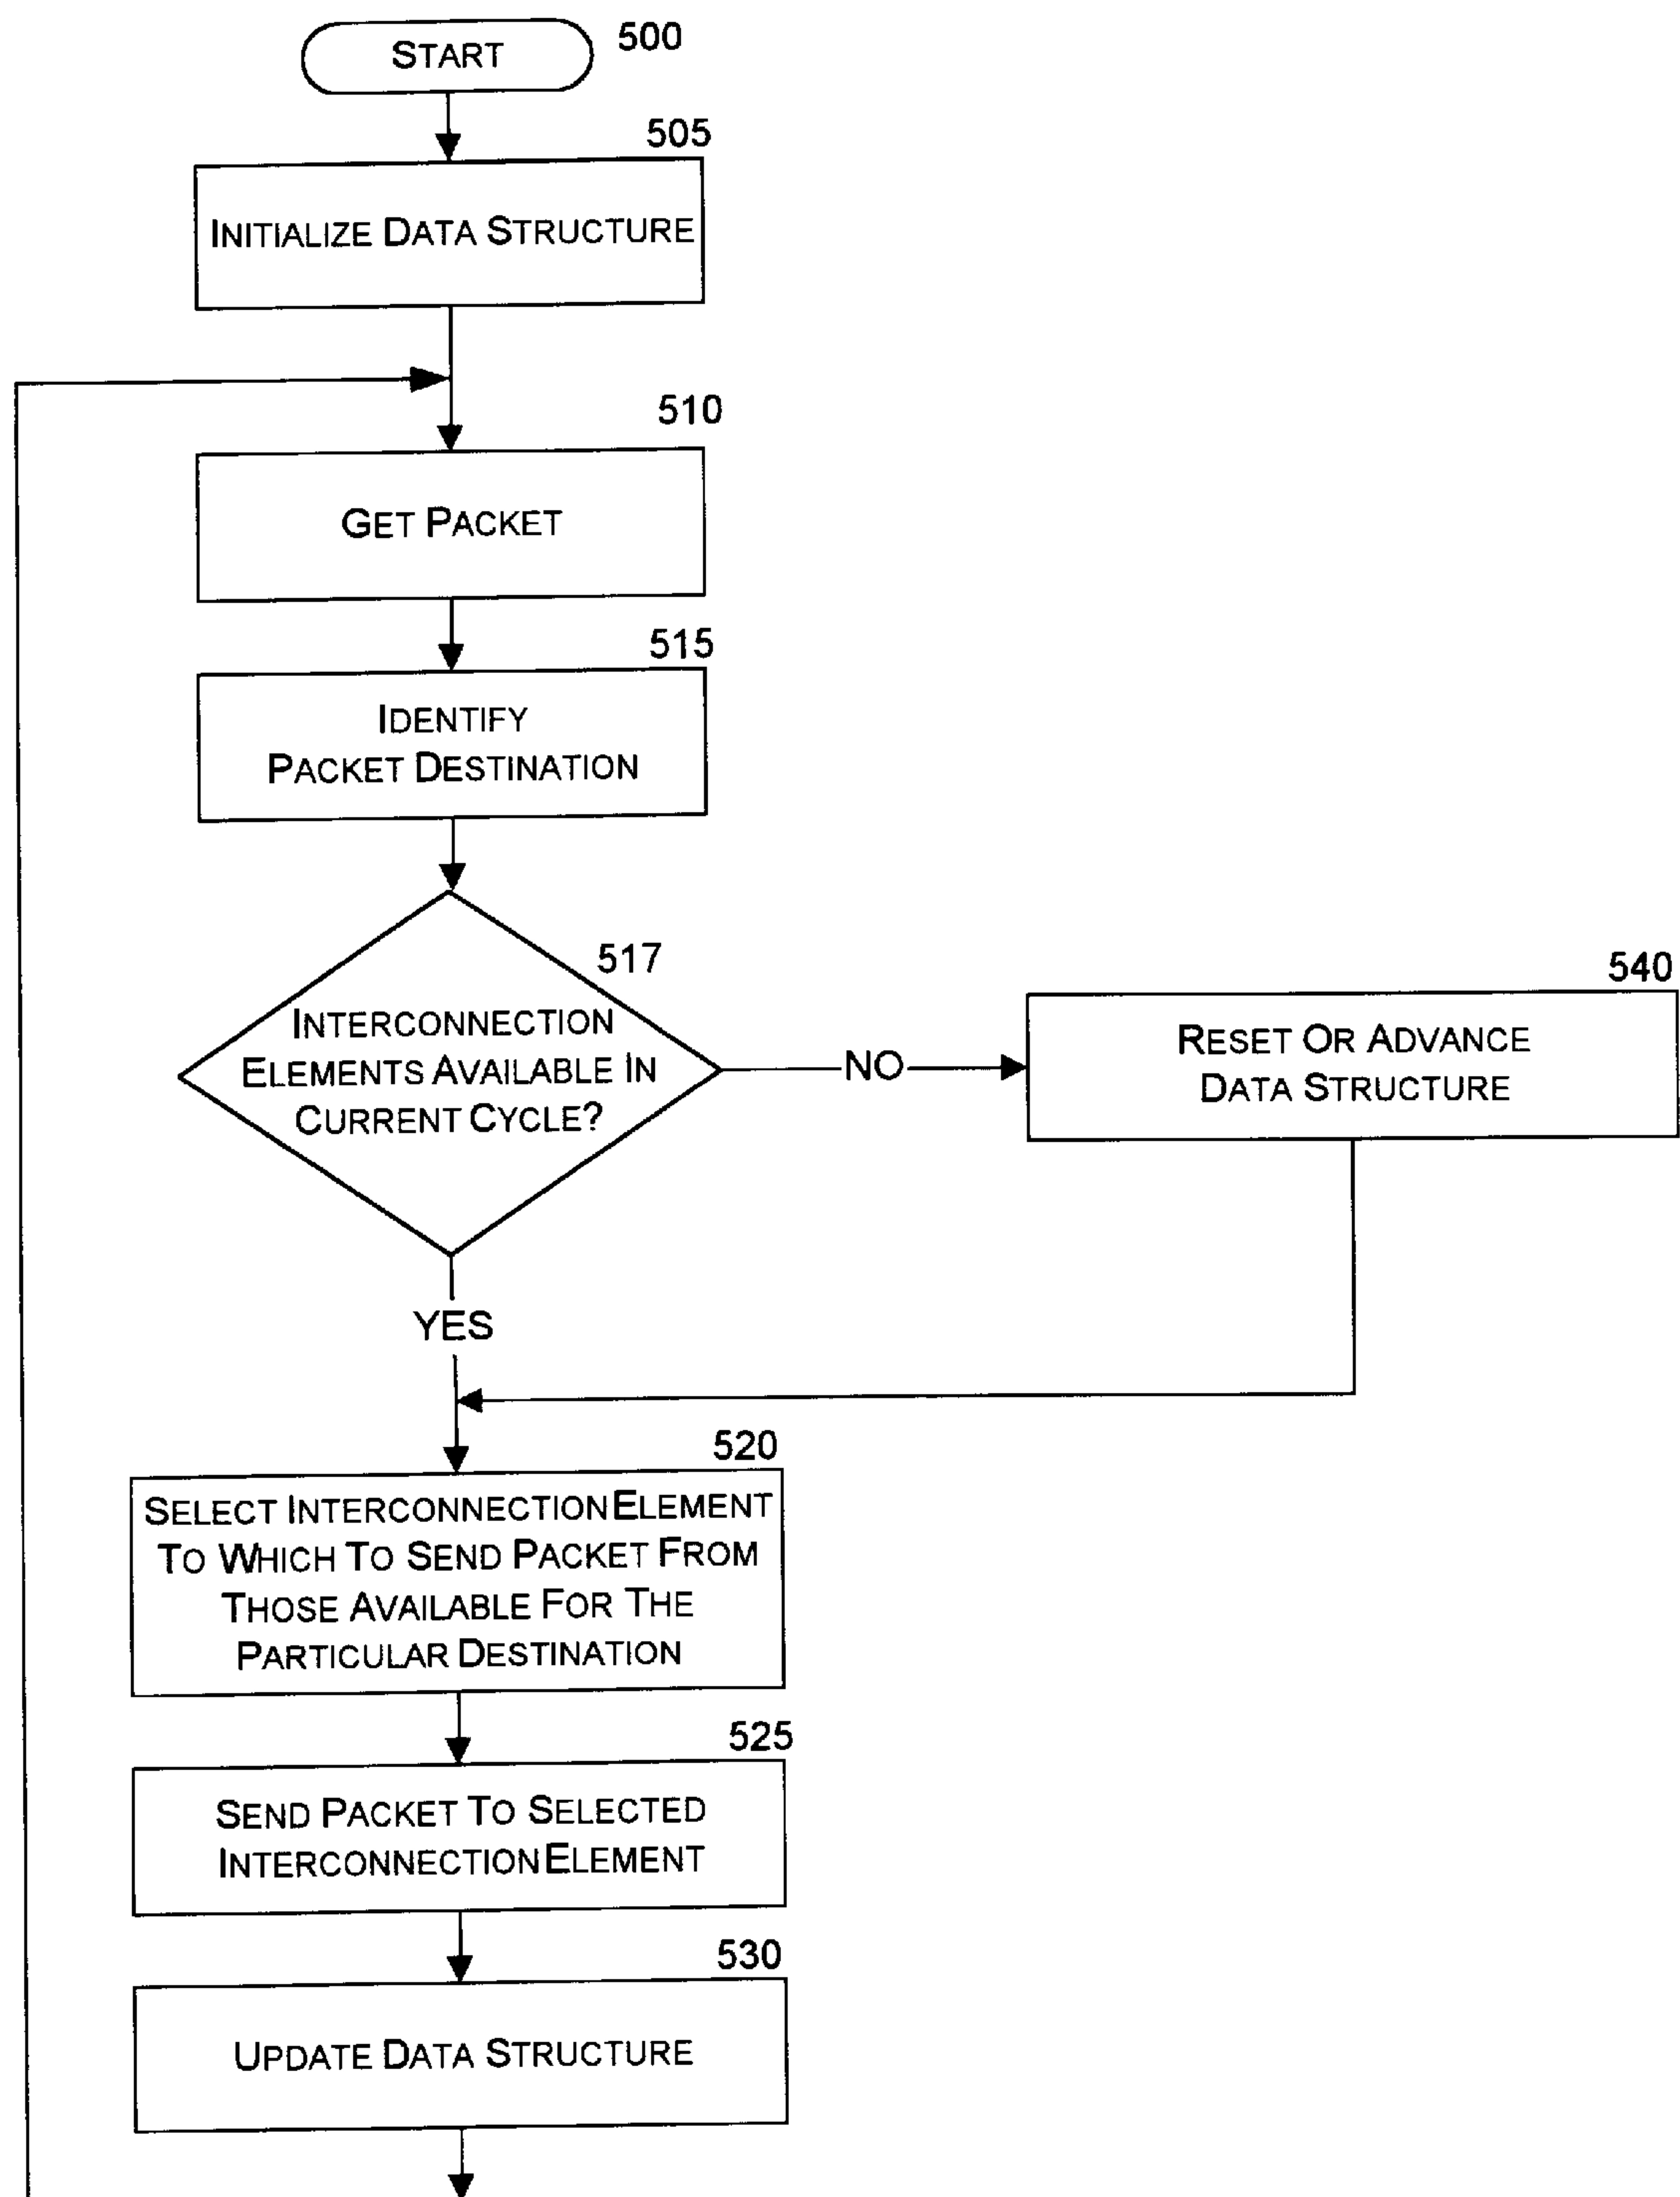 START
500
505
INITIALIZE DATA STRUCTURE
510
GET PACKET
515
IDENTIFY
PACKET DESTINATION
517
INTERCONNECTION
ELEMENTS AVAILABLE IN
CURRENT CYCLE?
NO
540
RESET OR ADVANCE
DATA STRUCTURE
YES
520
SELECT INTERCONNECTION ELEMENT
TO WHICH TO SEND PACKET FROM
THOSE AVAILABLE FOR THE
PARTICULAR DESTINATION
525
SEND PACKET TO SELECTED
INTERCONNECTION ELEMENT
530
UPDATE DATA STRUCTURE